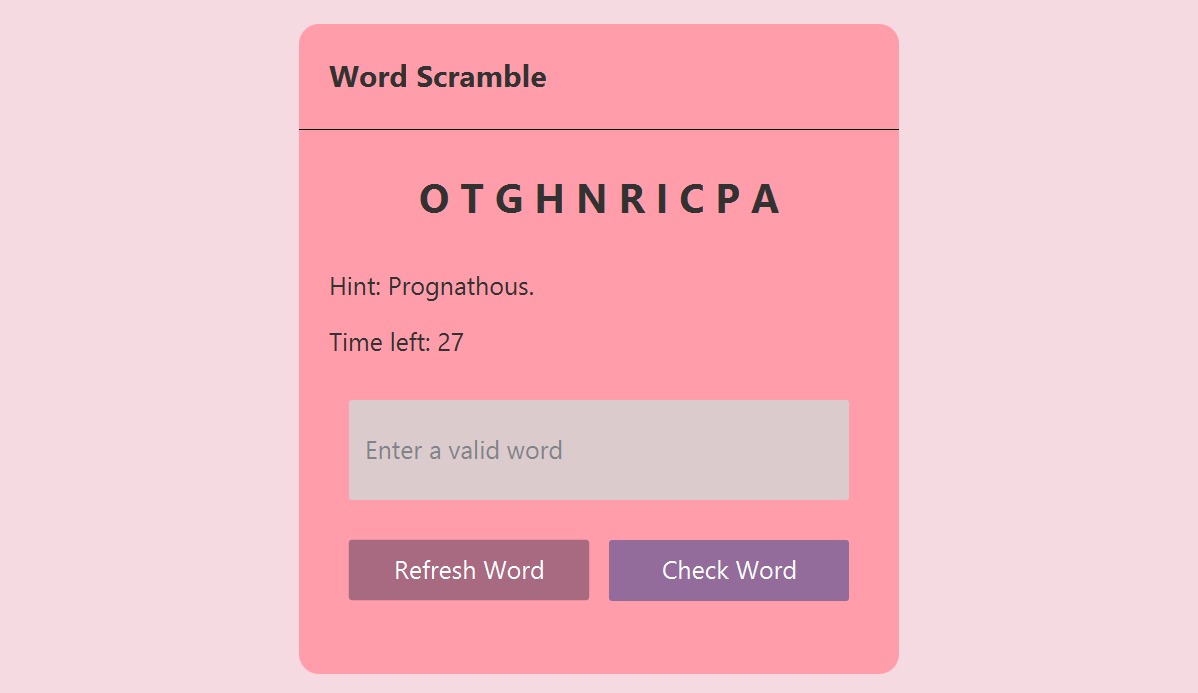 Word Scramble
O T G H N R I C P A
Hint: Prognathous.
Time left: 27
Enter a valid word
Refresh Word
Check Word